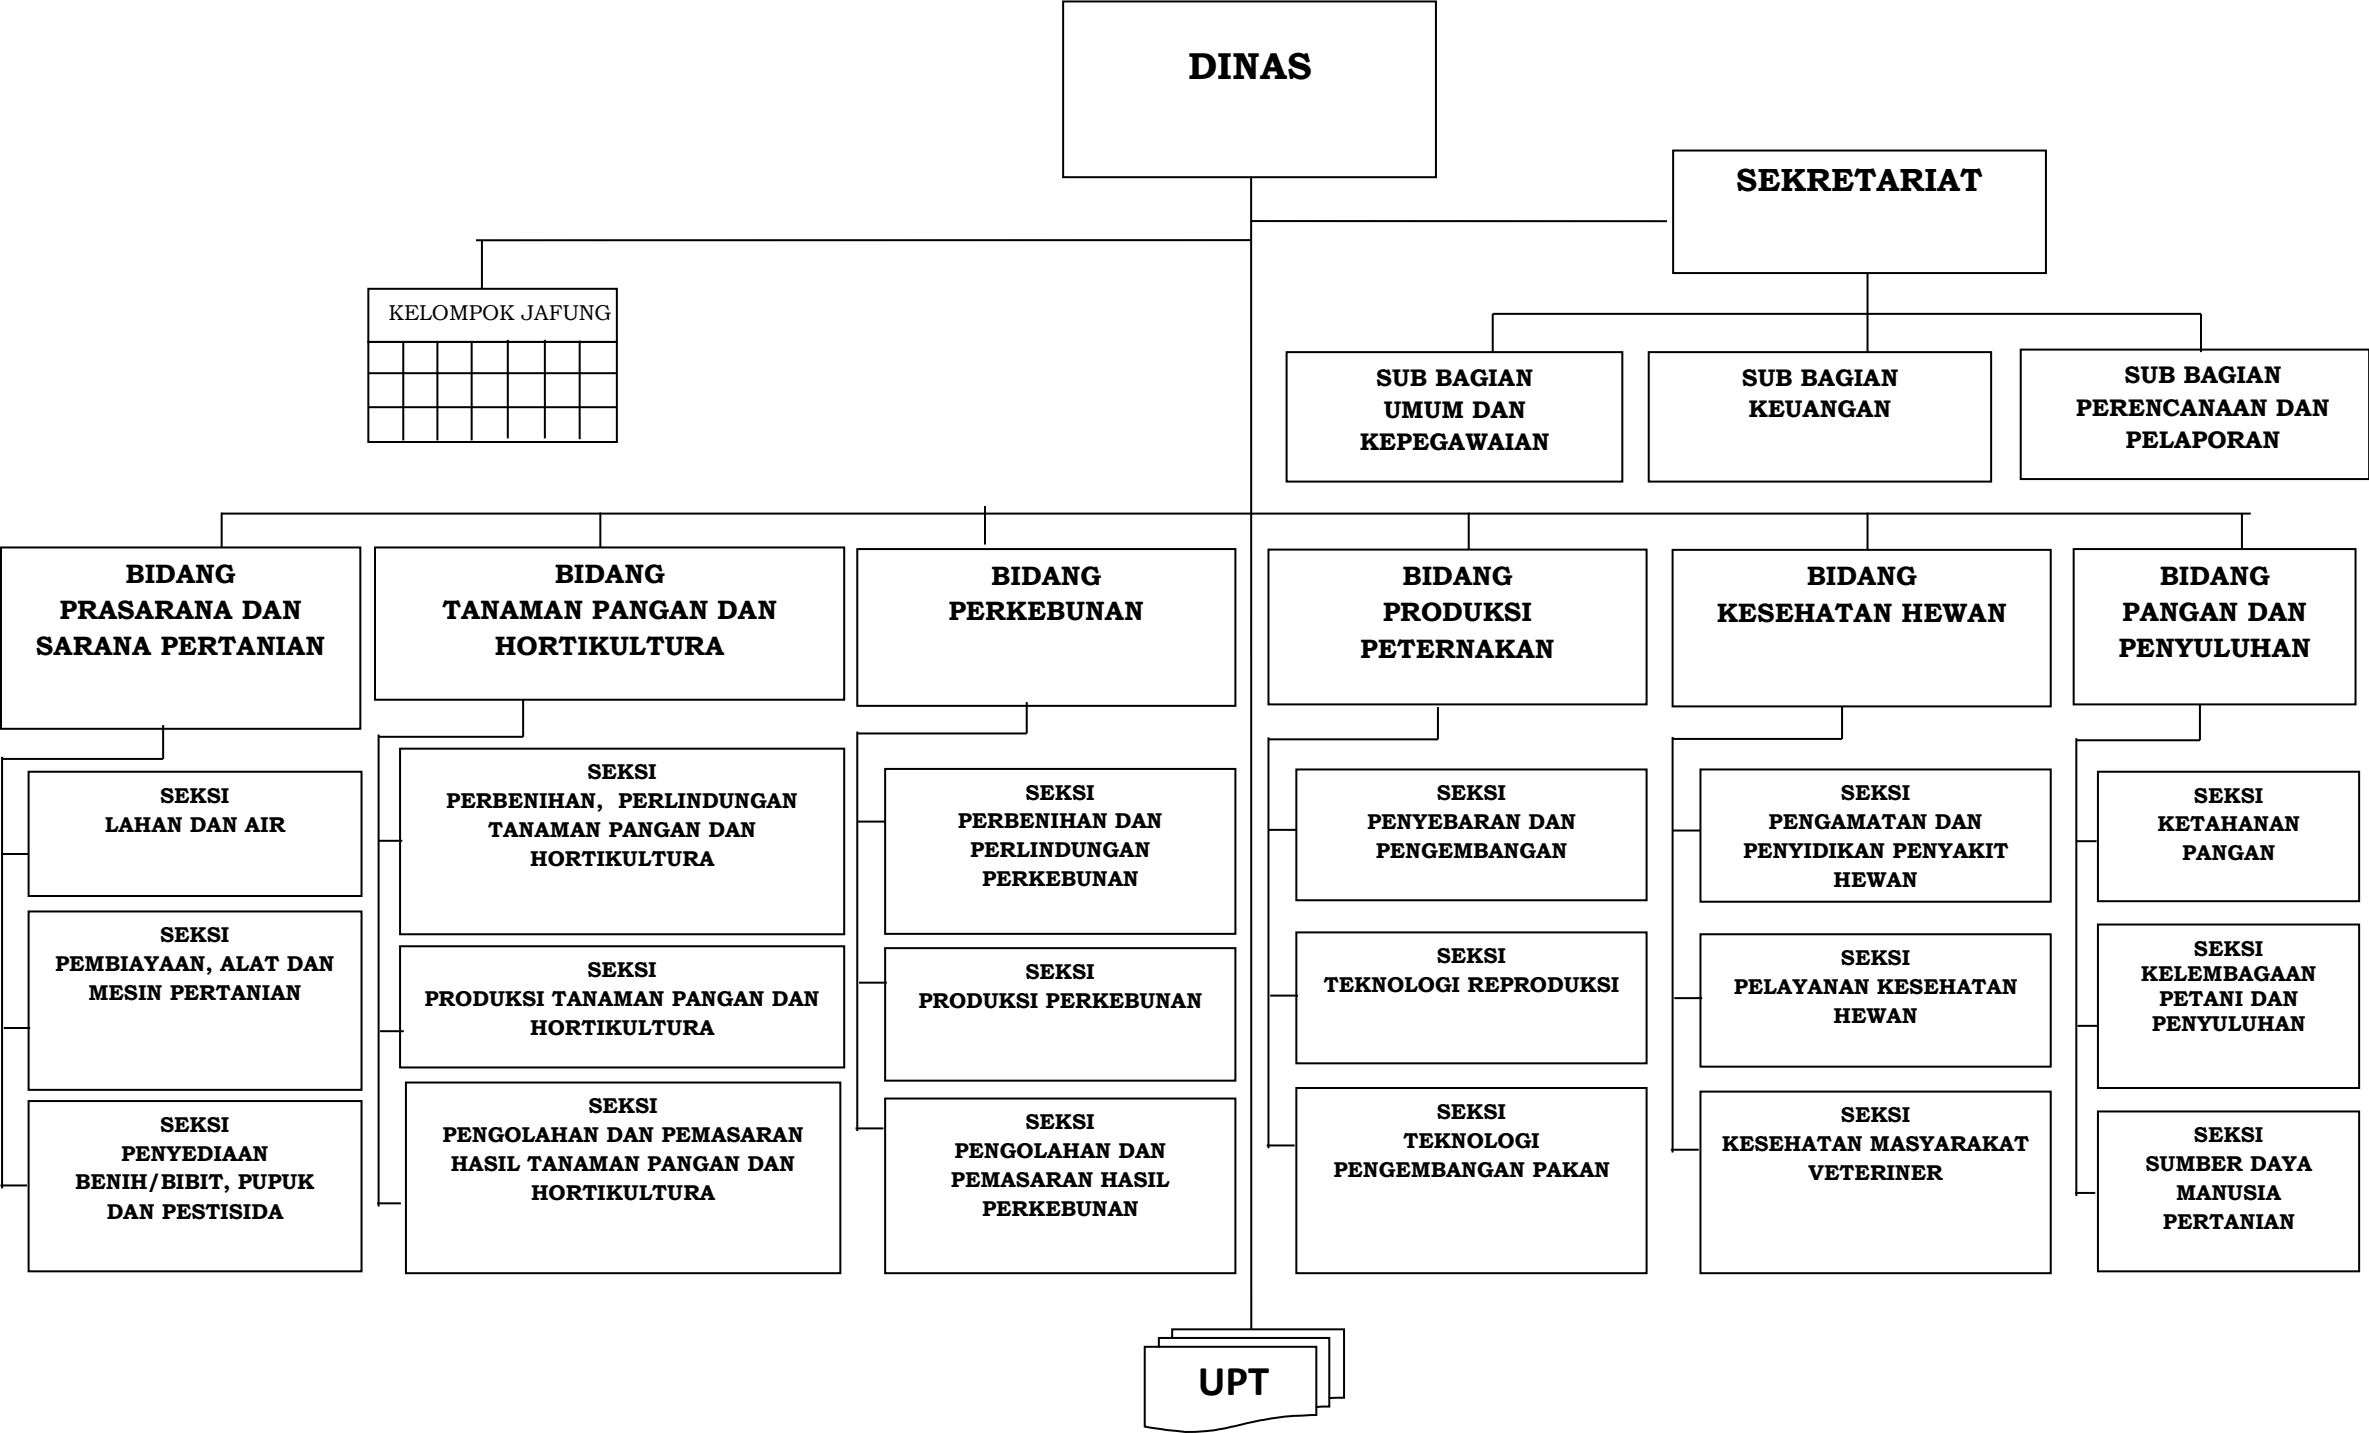 DINAS
SEKRETARIAT
KELOMPOK JAFUNG
SUB BAGIAN
UMUM DAN
KEPEGAWAIAN
SUB BAGIAN
KEUANGAN
SUB BAGIAN
PERENCANAAN DAN
PELAPORAN
BIDANG
PRASARANA DAN
SARANA PERTANIAN
BIDANG
TANAMAN PANGAN DAN
HORTIKULTURA
BIDANG
PERKEBUNAN
BIDANG
PRODUKSI
PETERNAKAN
BIDANG
KESEHATAN HEWAN
BIDANG
PANGAN DAN
PENYULUHAN
SEKSI
LAHAN DAN AIR
SEKSI
PEMBIAYAAN, ALAT DAN
MESIN PERTANIAN
SEKSI
PENYEDIAAN
BENIH/BIBIT, PUPUK
DAN PESTISIDA
SEKSI
PERBENIHAN, PERLINDUNGAN
TANAMAN PANGAN DAN
HORTIKULTURA
SEKSI
PRODUKSI TANAMAN PANGAN DAN
HORTIKULTURA
SEKSI
PENGOLAHAN DAN PEMASARAN
HASIL TANAMAN PANGAN DAN
HORTIKULTURA
SEKSI
PERBENIHAN DAN
PERLINDUNGAN
PERKEBUNAN
SEKSI
PRODUKSI PERKEBUNAN
SEKSI
PENGOLAHAN DAN
PEMASARAN HASIL
PERKEBUNAN
SEKSI
PENYEBARAN DAN
PENGEMBANGAN
SEKSI
TEKNOLOGI REPRODUKSI
SEKSI
TEKNOLOGI
PENGEMBANGAN PAKAN
SEKSI
PENGAMATAN DAN
PENYIDIKAN PENYAKIT
HEWAN
SEKSI
PELAYANAN KESEHATAN
HEWAN
SEKSI
KESEHATAN MASYARAKAT
VETERINER
SEKSI
KETAHANAN
PANGAN
SEKSI
KELEMBAGAAN
PETANI DAN
PENYULUHAN
SEKSI
SUMBER DAYA
MANUSIA
PERTANIAN
UPT